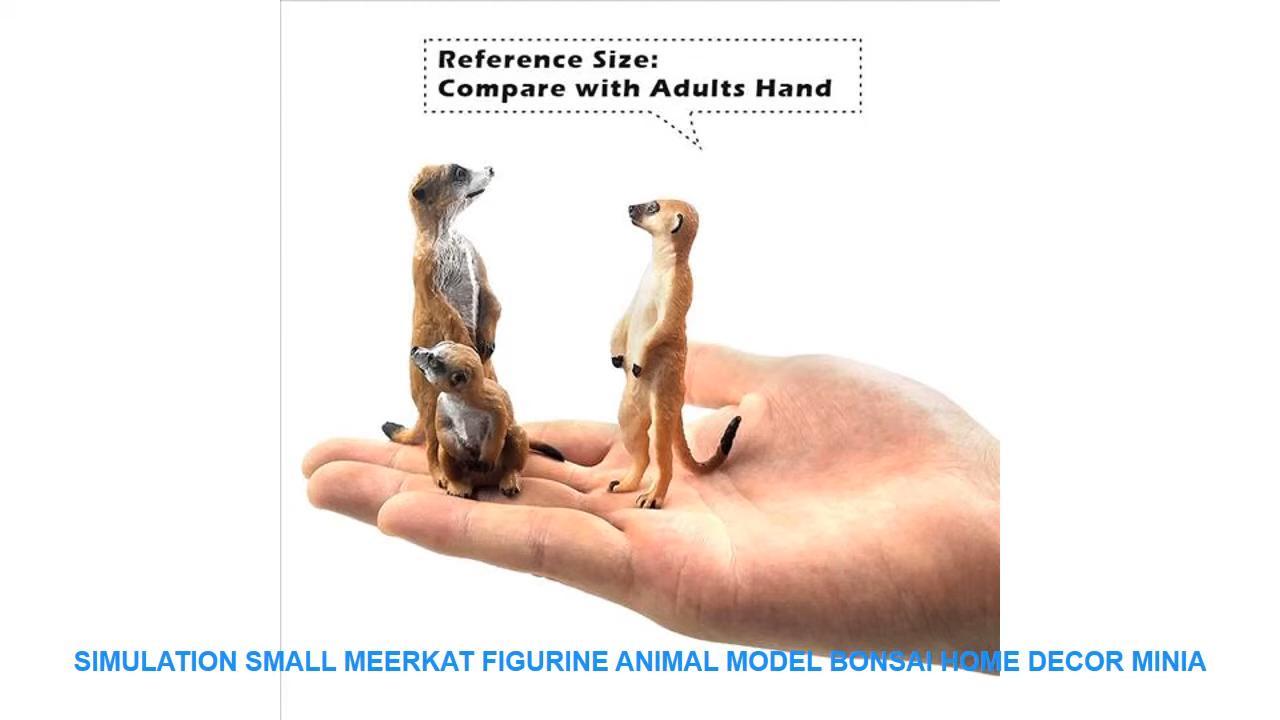 Reference Size:
Compare with Adults Hand
SIMULATION SMALL MEERKAT FIGURINE ANIMAL MODEL BONSAI HOME DECOR MINIA